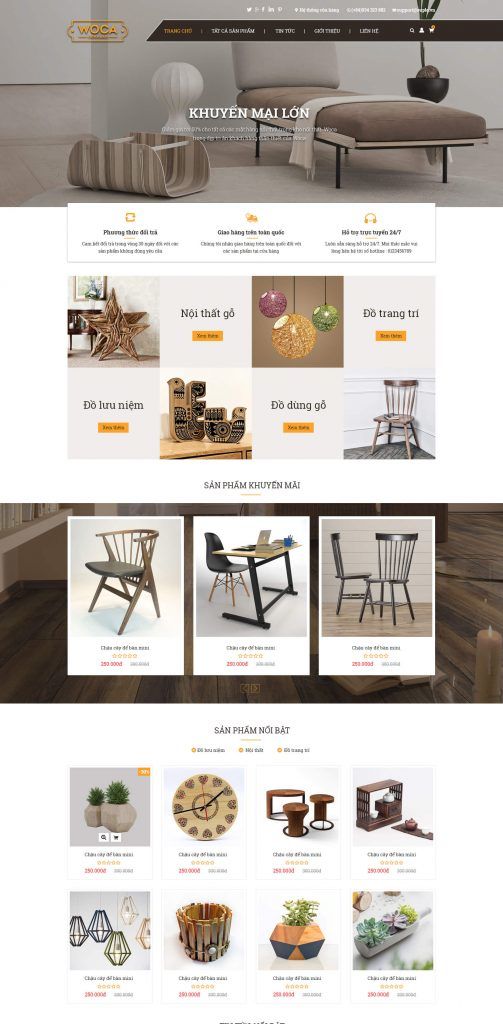 Hệ thống cửa hàng
WOCA
TRANG CHỦ | TẤT CẢ SẢN PHẨM | TIN TỨC | GIỚI THIỆU | LIÊN HỆ
KHUYẾN MẠI LỚN
Phương thức đổi trả
Cam kết đổi trả trong vòng 30 ngày đối với các
sản phẩm không đúng yêu cầu
Giao hàng trên toàn quốc
Chúng tôi nhận giao hàng trên toàn quốc đối với
các sản phẩm tại cửa hàng
Hỗ trợ trực tuyến 24/7
Luôn sẵn sàng hỗ trợ 24/7. Mọi thắc mắc vui
lòng liên hệ tới số hotline : 0123456789
Nội thất gỗ
Xem thêm
Đồ trang trí
Xem thêm
Đồ lưu niệm
Xem thêm
Đồ dùng gỗ
Xem thêm
SẢN PHẨM KHUYẾN MÃI
Chậu cây để bàn mini
250.000đ 300.000đ
Chậu cây để bàn mini
250.000đ 300.000đ
Chậu cây để bàn mini
250.000đ 300.000đ
SẢN PHẨM NỔI BẬT
Đồ lưu niệm Nội thất Đồ trang trí
Chậu cây để bàn mini
250.000đ 300.000đ
Chậu cây để bàn mini
250.000đ 300.000đ
Chậu cây để bàn mini
250.000đ 300.000đ
Chậu cây để bàn mini
250.000đ 300.000đ
Chậu cây để bàn mini
250.000đ 300.000đ
Chậu cây để bàn mini
250.000đ 300.000đ
Chậu cây để bàn mini
250.000đ 300.000đ
Chậu cây để bàn mini
250.000đ 300.000đ